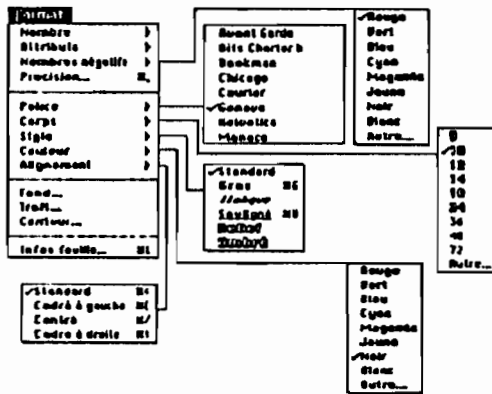 Format
Nombre
Attributs
Nombres négatifs
Précision...
Police
Corps
Style
Couleur
Alignement
Fond...
Trait...
Contour...
Infos feuille... ⌘I
Avant Garde
Bits Charter b
Bookman
Chicago
Courier
✓Geneva
Helvetica
Monaco
✓Rouge
Vert
Bleu
Cyan
Magenta
Jaune
Noir
Blanc
Autre...
9
✓10
12
14
18
24
36
48
72
Autre...
✓Standard
Gras ⌘G
Italique
Souligné ⌘U
Relief
Ombré
✓Standard
Cadré à gauche ⌘[
Centré ⌘/
Cadré à droite
Rouge
Vert
Bleu
Cyan
Magenta
Jaune
✓Noir
Blanc
Autre...